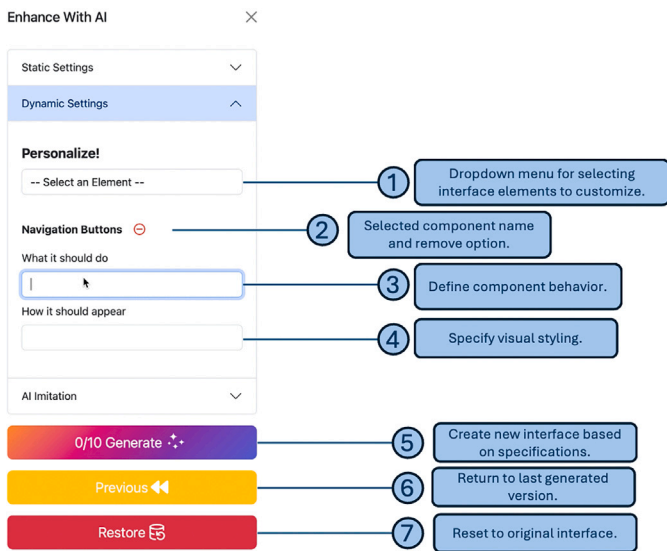 Enhance With AI
Static Settings
Dynamic Settings
Personalize!
-- Select an Element --
1
Dropdown menu for selecting
interface elements to customize.
Navigation Buttons
2
Selected component name
and remove option.
What it should do
3
Define component behavior.
How it should appear
4
Specify visual styling.
AI Imitation
0/10 Generate
5
Create new interface based
on specifications.
Previous
6
Return to last generated
version.
Restore
7
Reset to original interface.